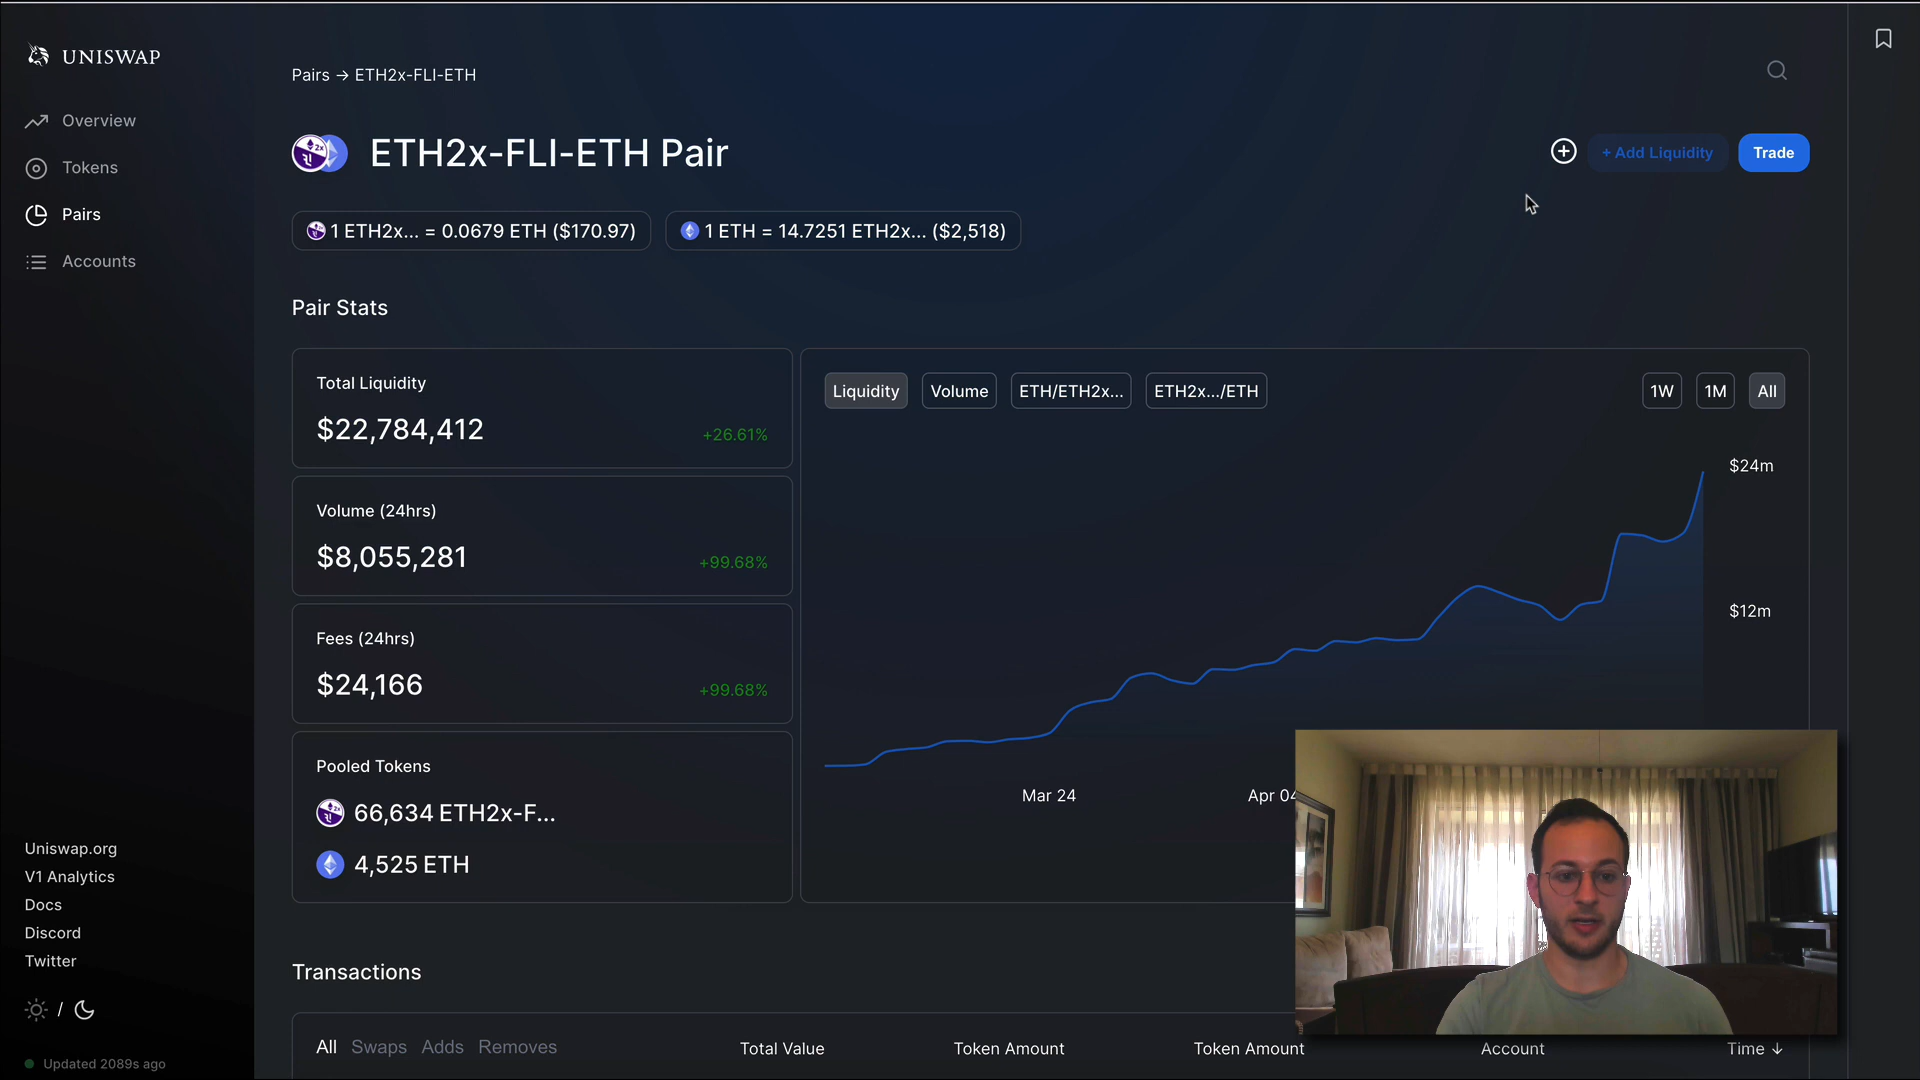 UNISWAP
Overview
Tokens
Pairs
Accounts
Uniswap.org
V1 Analytics
Docs
Discord
Twitter
/
Updated 2089s ago
Pairs → ETH2x-FLI-ETH
ETH2x-FLI-ETH Pair
+ Add Liquidity
Trade
1 ETH2x... = 0.0679 ETH ($170.97)
1 ETH = 14.7251 ETH2x... ($2,518)
Pair Stats
Total Liquidity
$22,784,412
+26.61%
Volume (24hrs)
$8,055,281
+99.68%
Fees (24hrs)
$24,166
+99.68%
Pooled Tokens
66,634 ETH2x-F...
4,525 ETH
Liquidity
Volume
ETH/ETH2x...
ETH2x.../ETH
1W
1M
All
$24m
$12m
Mar 24
Apr 04
Transactions
All
Swaps
Adds
Removes
Total Value
Token Amount
Token Amount
Account
Time ↓